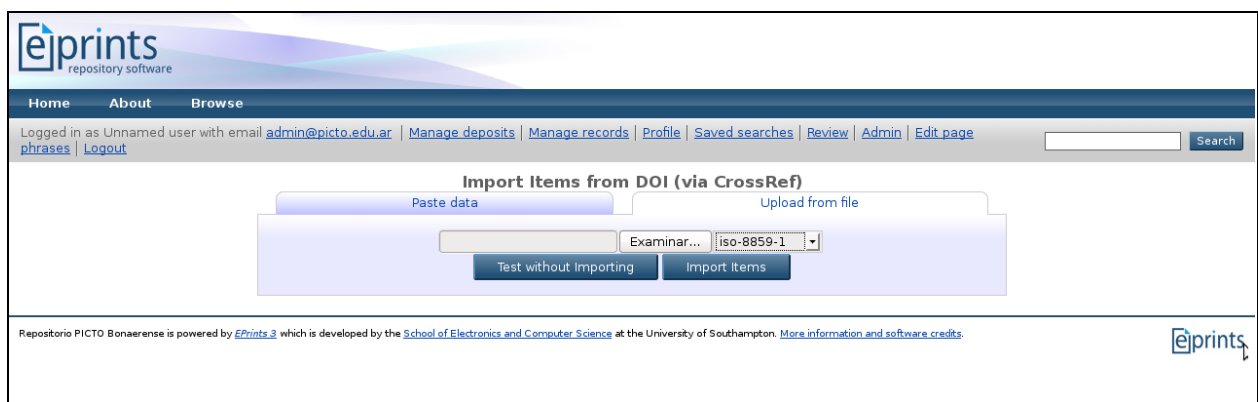 eprints
repository software
Home About Browse
Logged in as Unnamed user with email admin@picto.edu.ar | Manage deposits | Manage records | Profile | Saved searches | Review | Admin | Edit page
phrases | Logout
Search
Import Items from DOI (via CrossRef)
Paste data Upload from file
Examinar... iso-8859-1
Test without Importing Import Items
Repositorio PICTO Bonaerense is powered by EPrints 3 which is developed by the School of Electronics and Computer Science at the University of Southampton. More information and software credits.
eprints